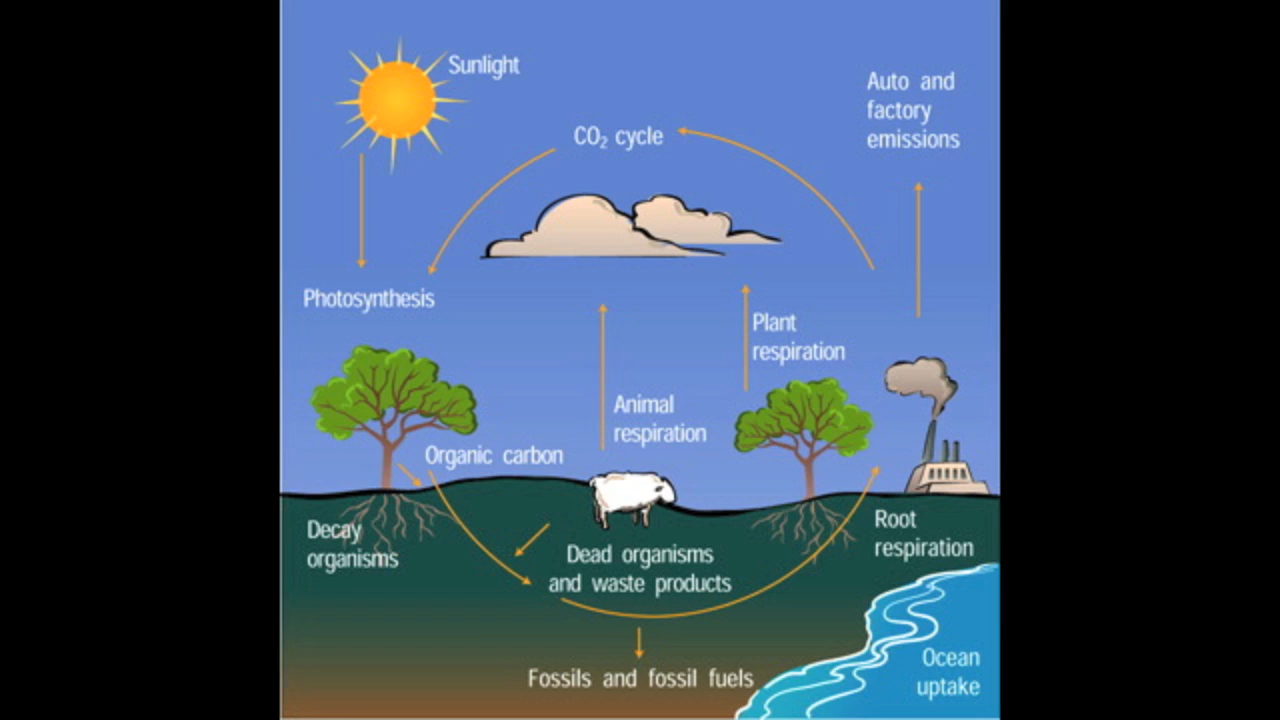 Sunlight
Auto and
factory
emissions
CO₂ cycle
Photosynthesis
Plant
respiration
Animal
respiration
Organic carbon
Decay
organisms
Dead organisms
and waste products
Root
respiration
Fossils and fossil fuels
Ocean
uptake